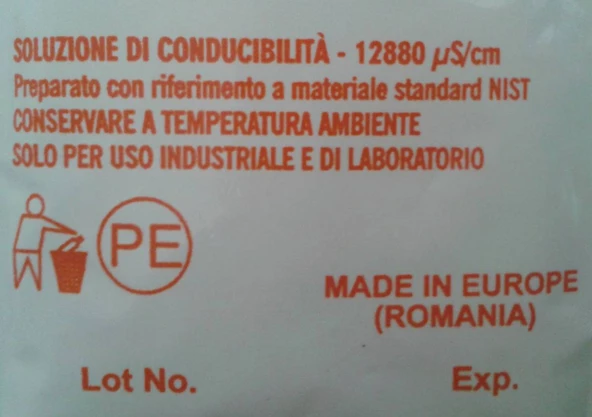 SOLUZIONE DI CONDUCIBILITÀ - 12880 µS/cm
Preparato con riferimento a materiale standard NIST
CONSERVARE A TEMPERATURA AMBIENTE
SOLO PER USO INDUSTRIALE E DI LABORATORIO
PE
MADE IN EUROPE
(ROMANIA)
Lot No. Exp.